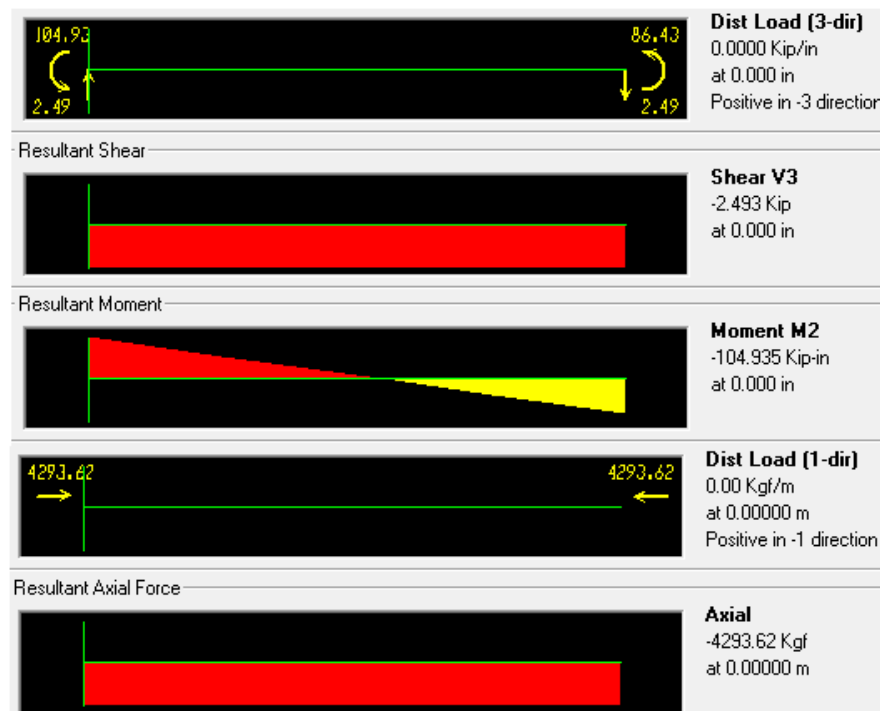 104.93
86.43
2.49
2.49
Dist Load (3-dir)
0.0000 Kip/in
at 0.000 in
Positive in -3 direction
Resultant Shear
Shear V3
-2.493 Kip
at 0.000 in
Resultant Moment
Moment M2
-104.935 Kip-in
at 0.000 in
4293.62
4293.62
Dist Load (1-dir)
0.00 Kgf/m
at 0.00000 m
Positive in -1 direction
Resultant Axial Force
Axial
-4293.62 Kgf
at 0.00000 m